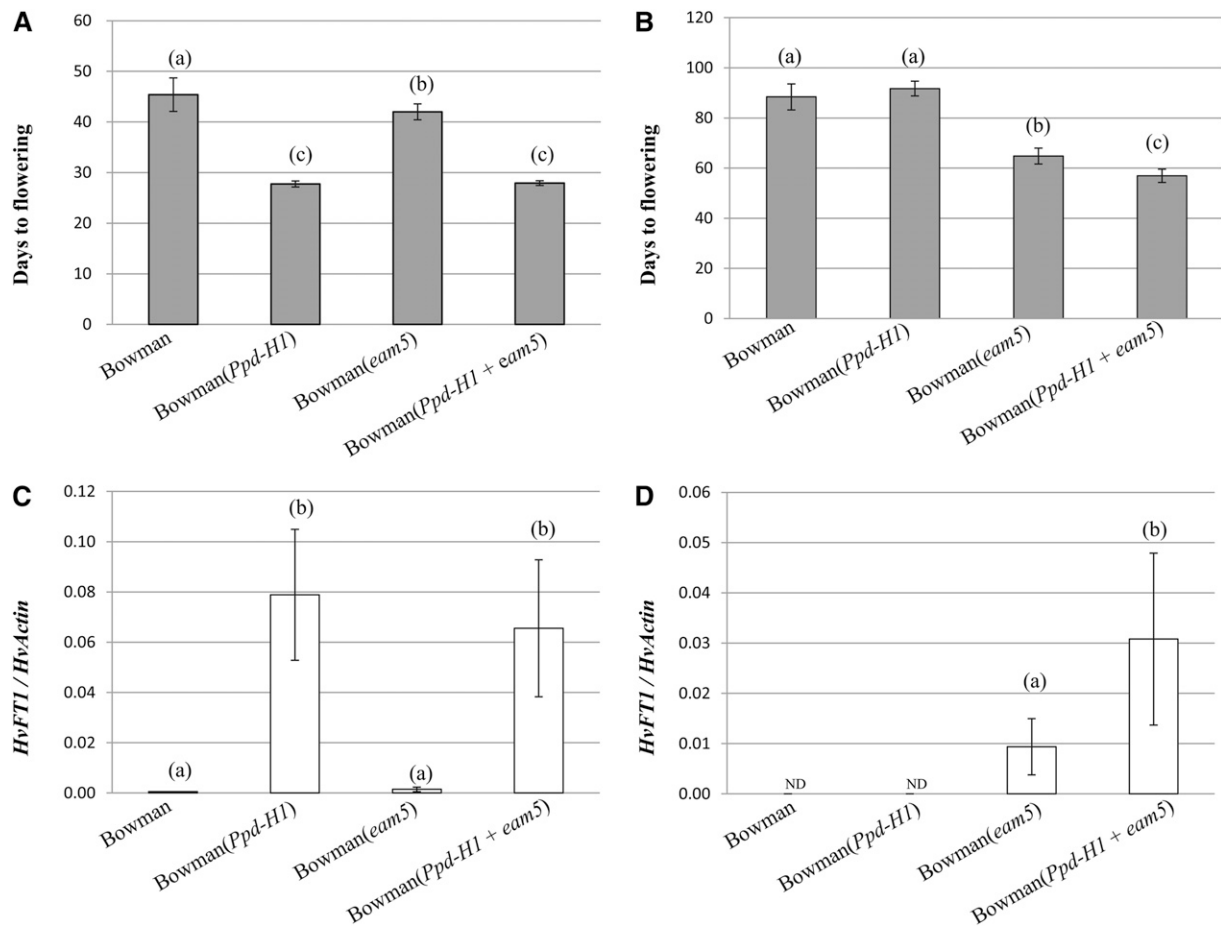 A
60
50
40
30
20
10
0
Days to flowering
(a)
(c)
(b)
(c)
Bowman
Bowman(Ppd-H1)
Bowman(eam5)
Bowman(Ppd-H1 + eam5)
B
120
100
80
60
40
20
0
Days to flowering
(a)
(a)
(b)
(c)
Bowman
Bowman(Ppd-H1)
Bowman(eam5)
Bowman(Ppd-H1 + eam5)
C
0.12
0.10
0.08
0.06
0.04
0.02
0.00
HvFT1 / HvActin
(a)
(b)
(a)
(b)
Bowman
Bowman(Ppd-H1)
Bowman(eam5)
Bowman(Ppd-H1 + eam5)
D
0.06
0.05
0.04
0.03
0.02
0.01
0.00
HvFT1 / HvActin
ND
ND
(a)
(b)
Bowman
Bowman(Ppd-H1)
Bowman(eam5)
Bowman(Ppd-H1 + eam5)